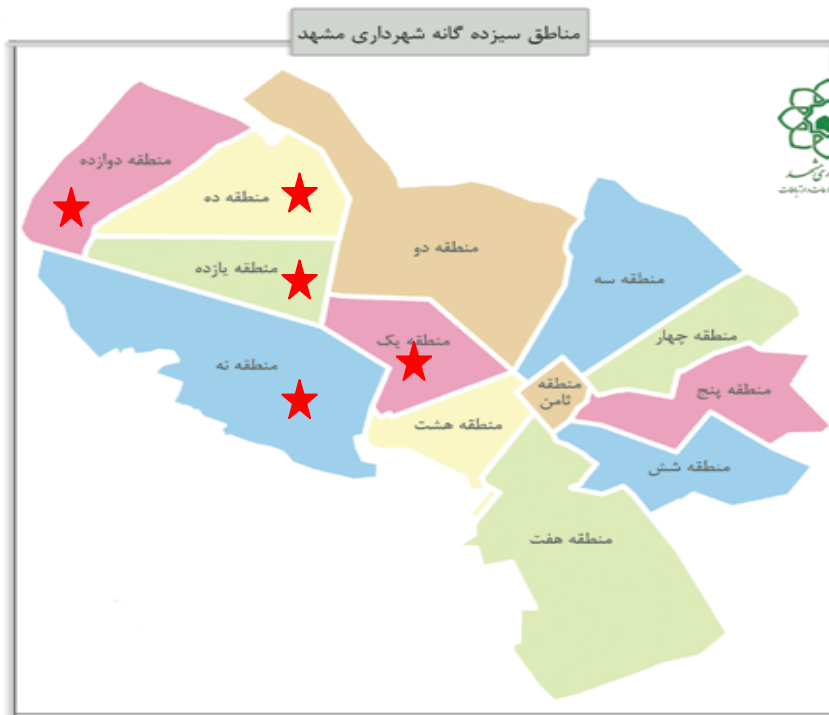 مناطق سیزده گانه شهرداری مشهد
منطقه دوازده
منطقه ده
منطقه دو
منطقه سه
منطقه یازده
منطقه چهار
منطقه یک
منطقه نه
منطقه ثامن
منطقه پنج
منطقه هشت
منطقه شش
منطقه هفت